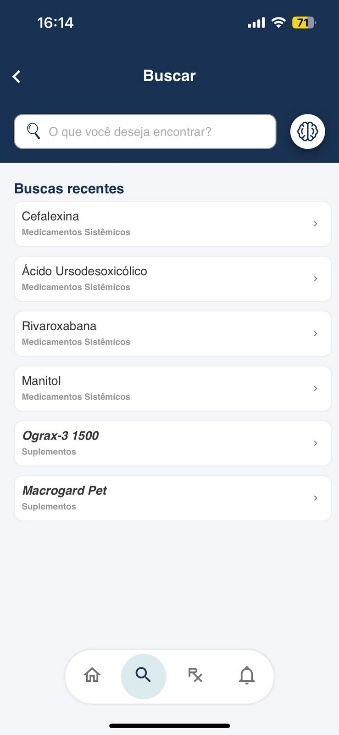 16:14
71
Buscar
O que você deseja encontrar?
Buscas recentes
Cefalexina
Medicamentos Sistêmicos
Ácido Ursodesoxicólico
Medicamentos Sistêmicos
Rivaroxabana
Medicamentos Sistêmicos
Manitol
Medicamentos Sistêmicos
Ograx-3 1500
Suplementos
Macrogard Pet
Suplementos